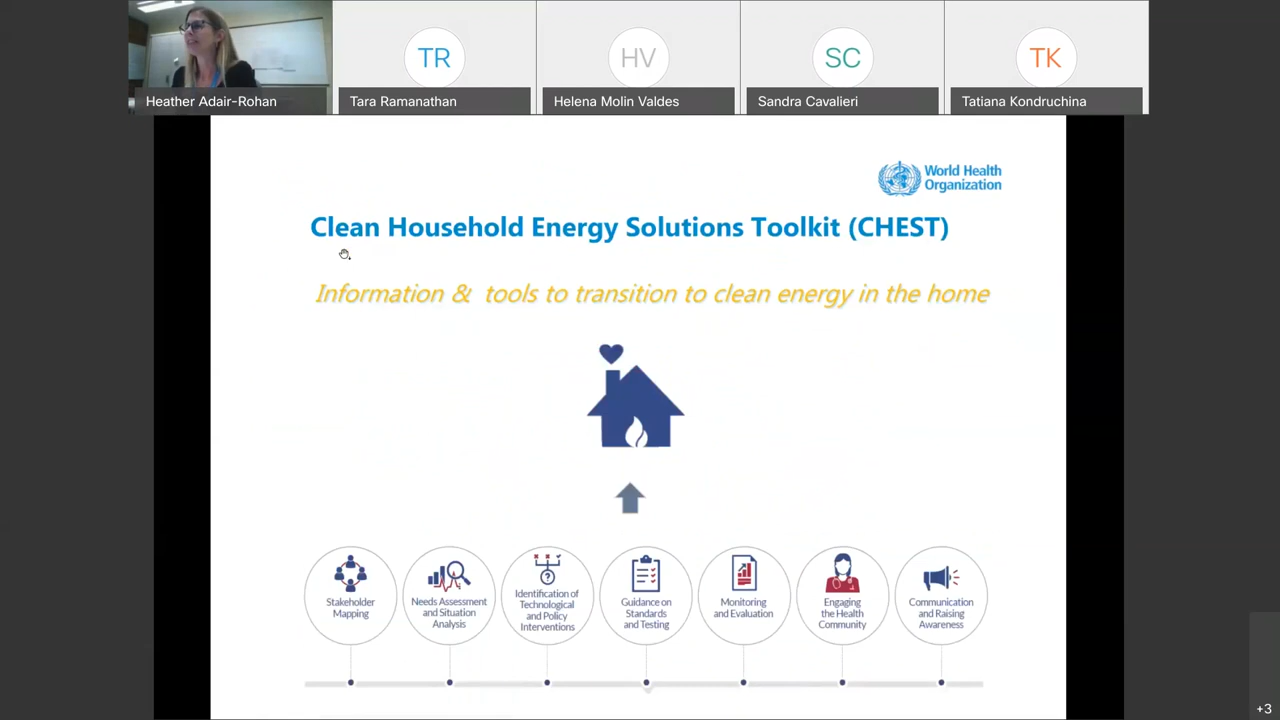 TR
HV
SC
TK
Heather Adair-Rohan
Tara Ramanathan
Helena Molin Valdes
Sandra Cavalieri
Tatiana Kondruchina
World Health
Organization
Clean Household Energy Solutions Toolkit (CHEST)
Information & tools to transition to clean energy in the home
Stakeholder
Mapping
Needs Assessment
and Situation
Analysis
Identification of
Technological
and Policy
Interventions
Guidance on
Standards
and Testing
Monitoring
and Evaluation
Engaging
the Health
Community
Communication
and Raising
Awareness
+3